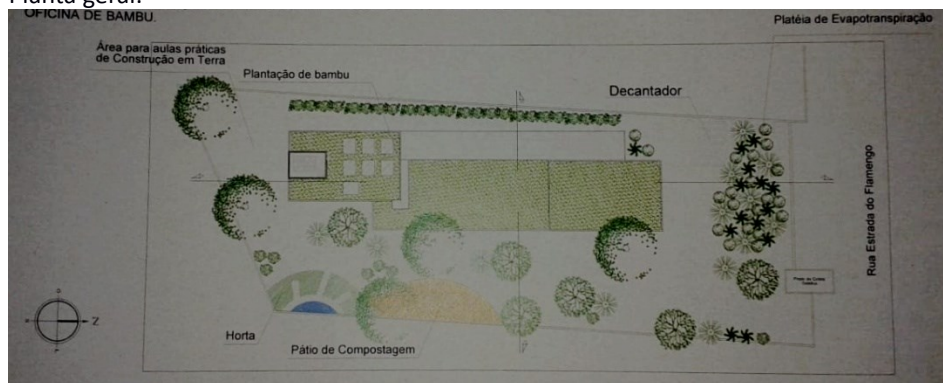 Planta geral:
OFICINA DE BAMBU.
Platéia de Evapotranspiração
Área para aulas práticas
de Construção em Terra
Plantação de bambu
Decantador
Rua Estrada do Flamengo
N
Horta
Pátio de Compostagem